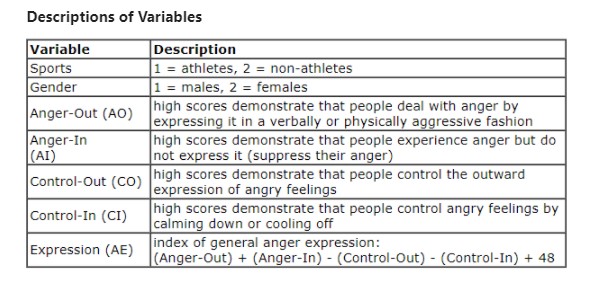 Descriptions of Variables
Variable Description
Sports 1 = athletes, 2 = non-athletes
Gender 1 = males, 2 = females
Anger-Out (AO) high scores demonstrate that people deal with anger by
expressing it in a verbally or physically aggressive fashion
Anger-In
(AI) high scores demonstrate that people experience anger but do
not express it (suppress their anger)
Control-Out (CO) high scores demonstrate that people control the outward
expression of angry feelings
Control-In (CI) high scores demonstrate that people control angry feelings by
calming down or cooling off
Expression (AE) index of general anger expression:
(Anger-Out) + (Anger-In) - (Control-Out) - (Control-In) + 48